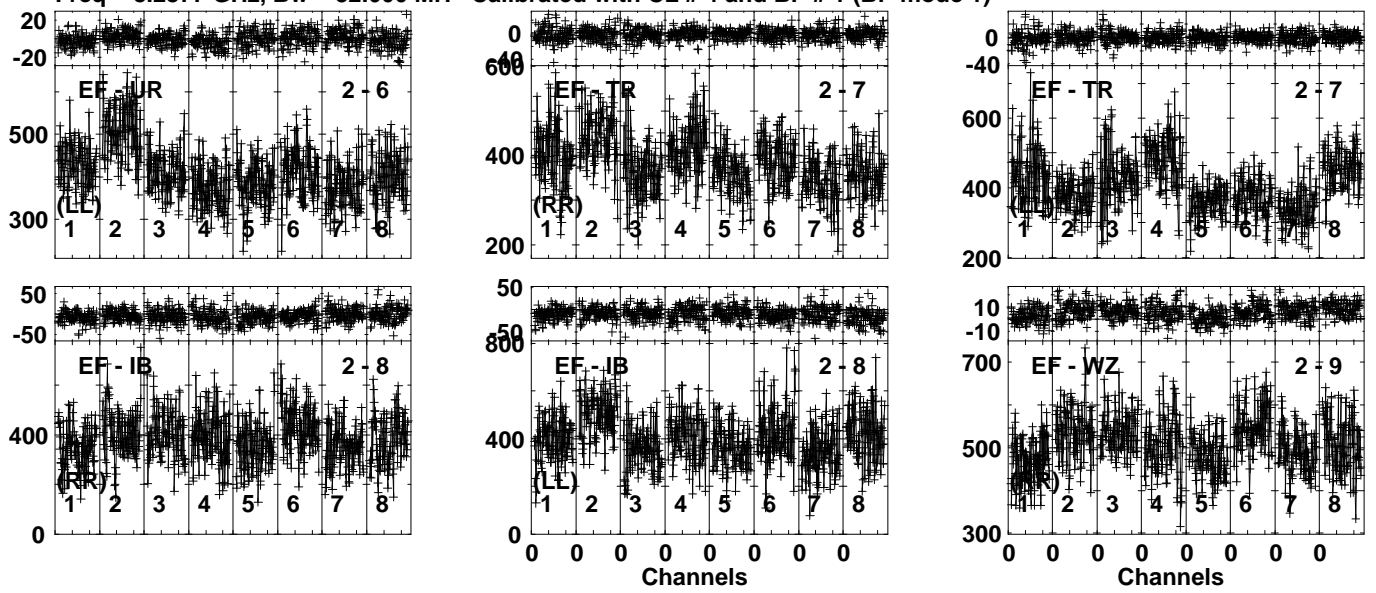 20
-20
EF - UR 2 - 6
500
300
(LL)
1 2 3 4 5 6 7 8
0
-40
600
EF - TR 2 - 7
400
200
(RR)
1 2 3 4 5 6 7 8
0
-40
EF - TR 2 - 7
600
400
200
1 2 3 4 5 6 7 8
50
-50
EF - IB 2 - 8
400
0
(RR)
1 2 3 4 5 6 7 8
50
-50
800
EF - IB 2 - 8
400
0
(LL)
1 2 3 4 5 6 7 8
0 0 0 0 0 0 0 0
Channels
10
-10
EF - WZ 2 - 9
700
500
300
(RR)
1 2 3 4 5 6 7 8
0 0 0 0 0 0 0 0
Channels